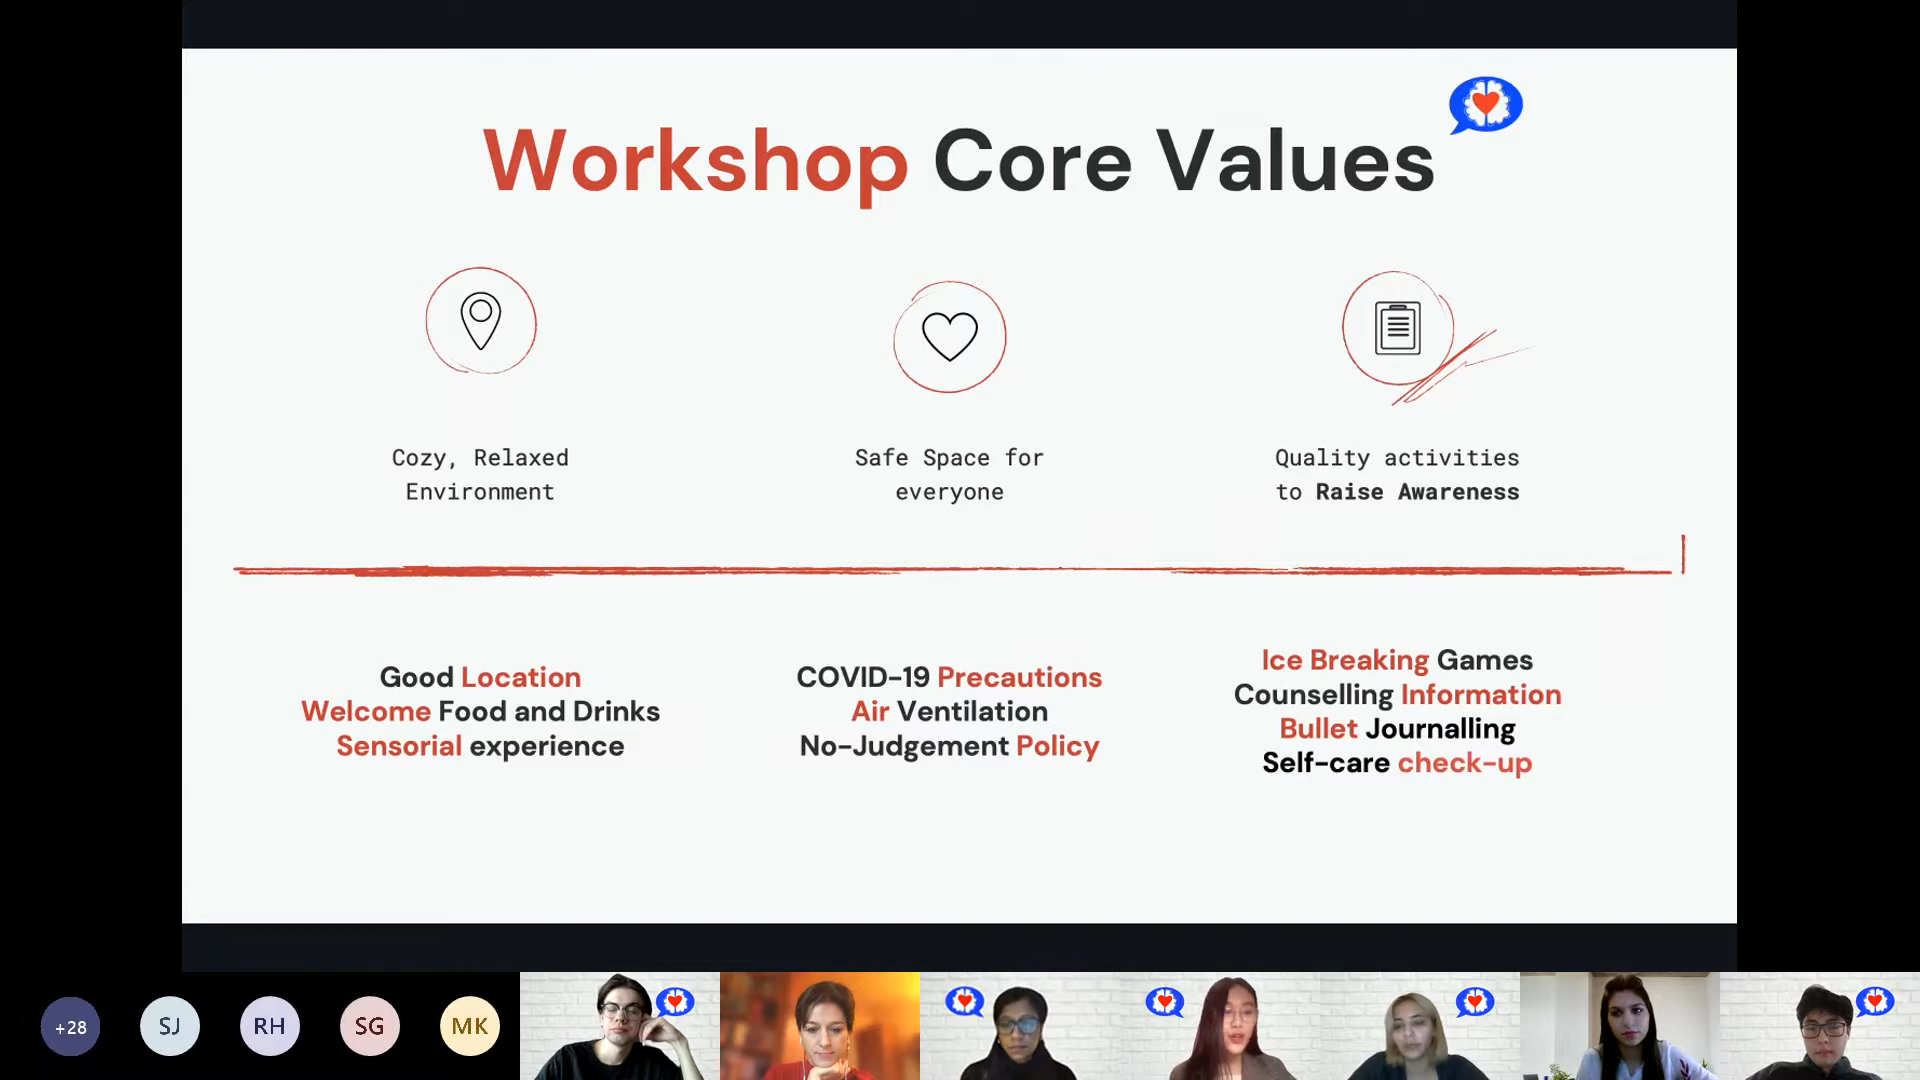 Workshop Core Values
Cozy, Relaxed
Environment
Safe Space for
everyone
Quality activities
to Raise Awareness
Good Location
Welcome Food and Drinks
Sensorial experience
COVID-19 Precautions
Air Ventilation
No-Judgement Policy
Ice Breaking Games
Counselling Information
Bullet Journalling
Self-care check-up
+28
SJ
RH
SG
MK